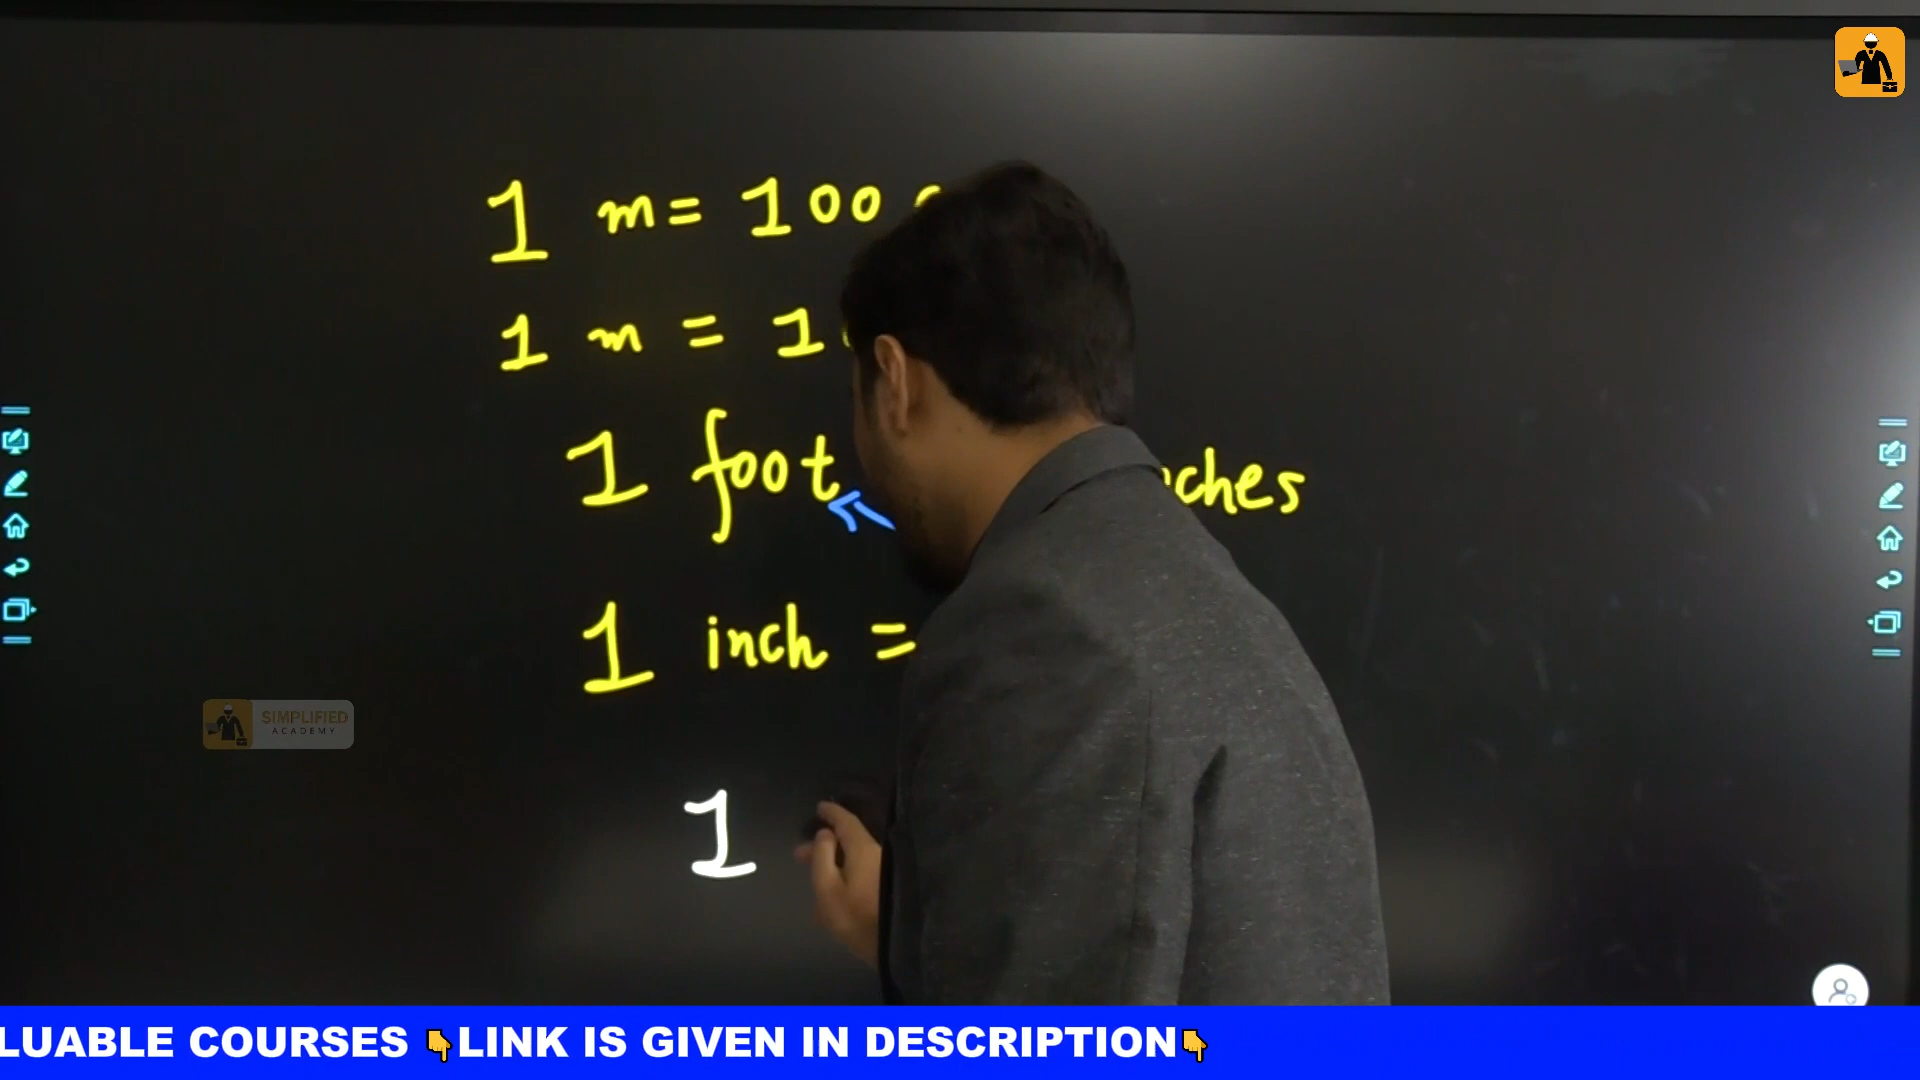 1 m = 100
1 m = 1
1 foot ches
1 inch =
1
SIMPLIFIED
ACADEMY
LUABLE COURSES 👇LINK IS GIVEN IN DESCRIPTION👇